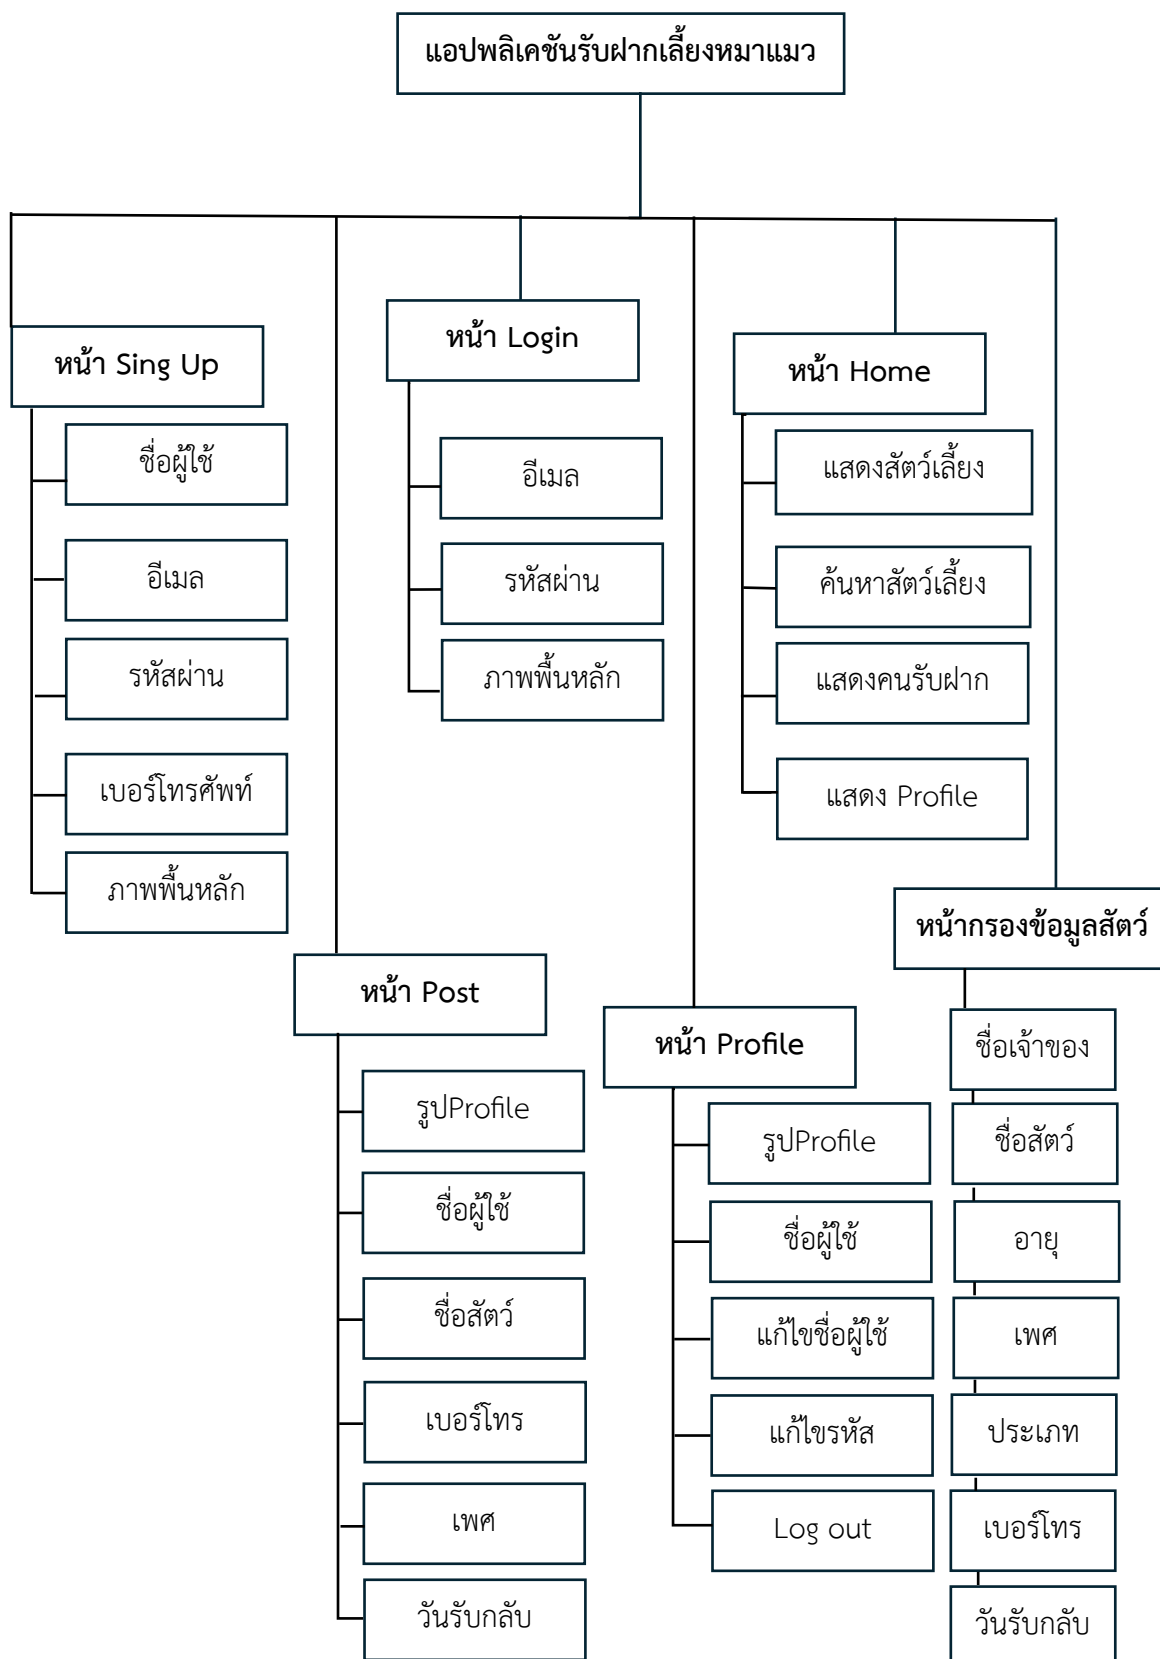 แอปพลิเคชันรับฝากเลี้ยงหมาแมว
หน้า Sing Up
ชื่อผู้ใช้
อีเมล
รหัสผ่าน
เบอร์โทรศัพท์
ภาพพื้นหลัก
หน้า Login
อีเมล
รหัสผ่าน
ภาพพื้นหลัก
หน้า Home
แสดงสัตว์เลี้ยง
ค้นหาสัตว์เลี้ยง
แสดงคนรับฝาก
แสดง Profile
หน้า Post
รูปProfile
ชื่อผู้ใช้
ชื่อสัตว์
เบอร์โทร
เพศ
วันรับกลับ
หน้า Profile
รูปProfile
ชื่อผู้ใช้
แก้ไขชื่อผู้ใช้
แก้ไขรหัส
Log out
หน้ากรองข้อมูลสัตว์
ชื่อเจ้าของ
ชื่อสัตว์
อายุ
เพศ
ประเภท
เบอร์โทร
วันรับกลับ